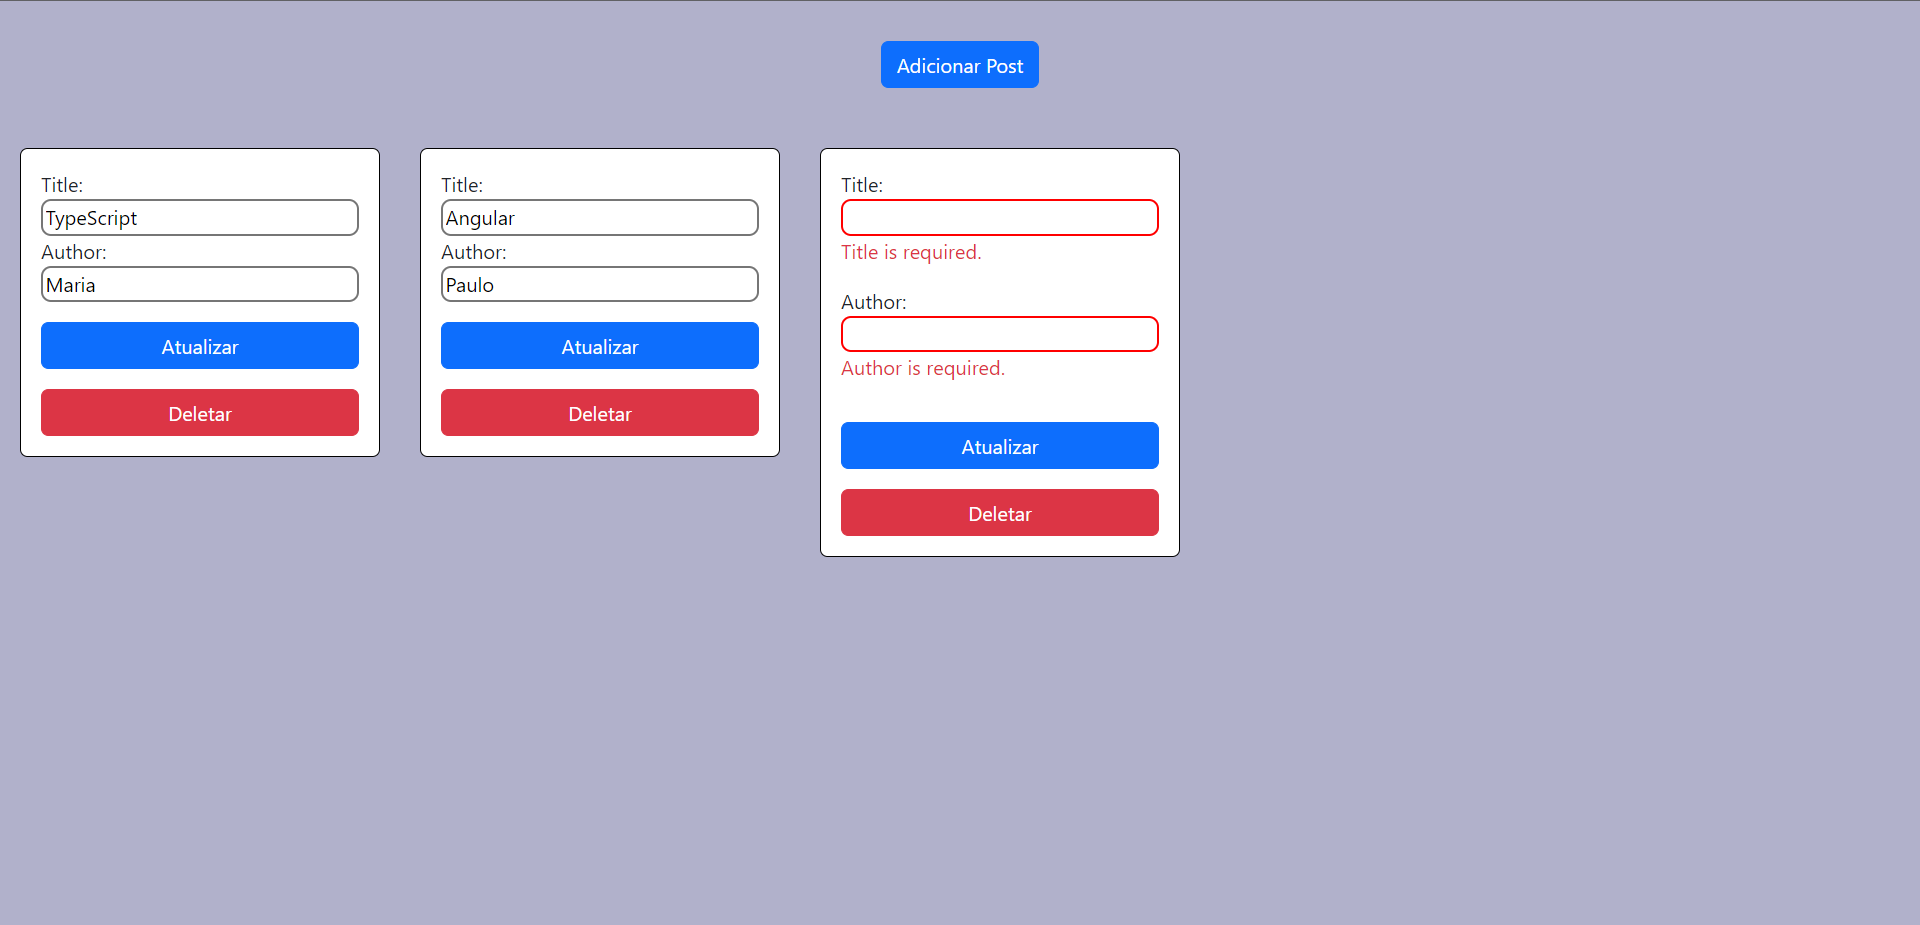 Adicionar Post
Title:
TypeScript
Author:
Maria
Atualizar
Deletar
Title:
Angular
Author:
Paulo
Atualizar
Deletar
Title:
Title is required.
Author:
Author is required.
Atualizar
Deletar